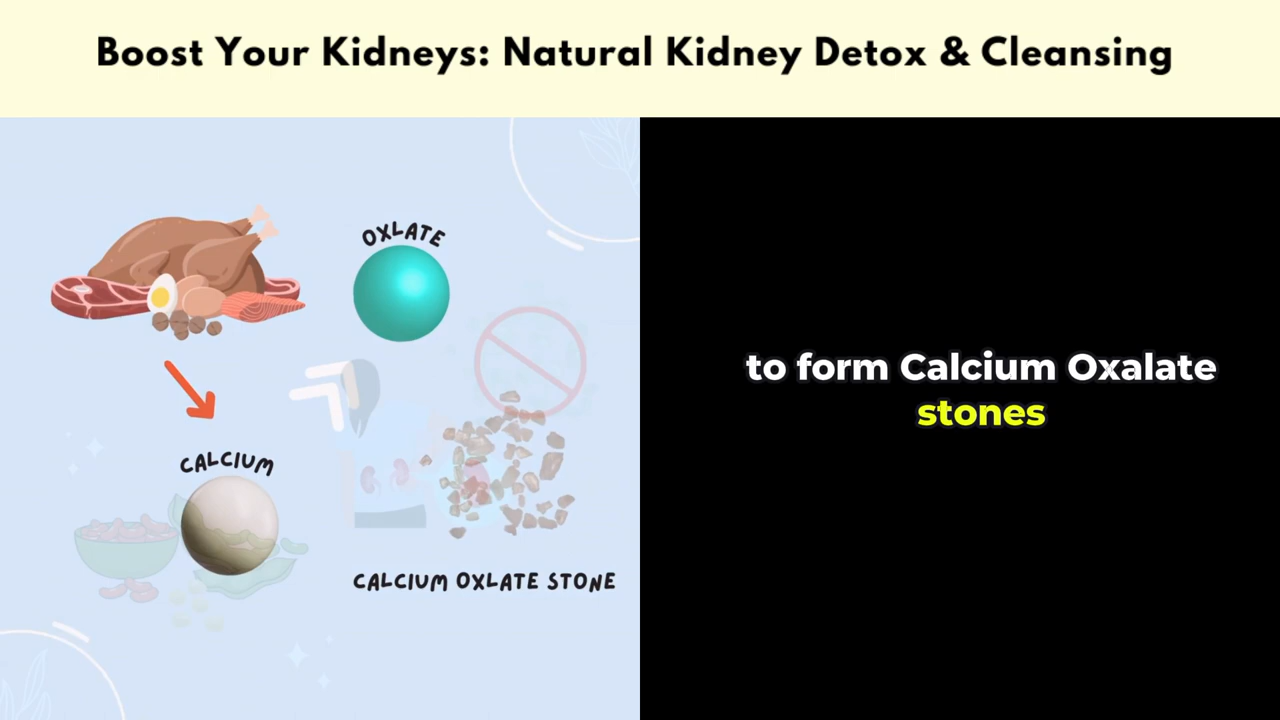 Boost Your Kidneys: Natural Kidney Detox & Cleansing
OXLATE
CALCIUM
CALCIUM OXLATE STONE
to form Calcium Oxalate
stones